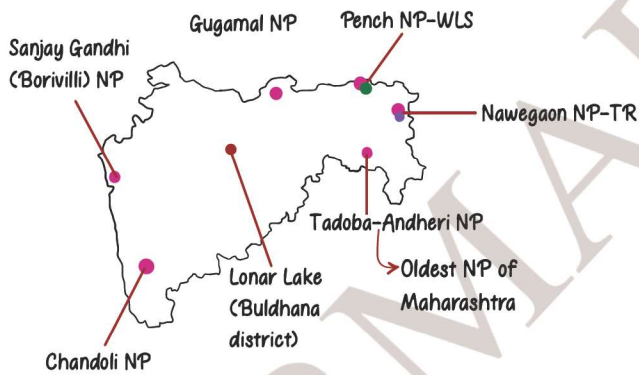 Gugamal NP
Pench NP-WLS
Sanjay Gandhi
(Borivilli) NP
Nawegaon NP-TR
Tadoba-Andheri NP
Oldest NP of
Maharashtra
Lonar Lake
(Buldhana
district)
Chandoli NP